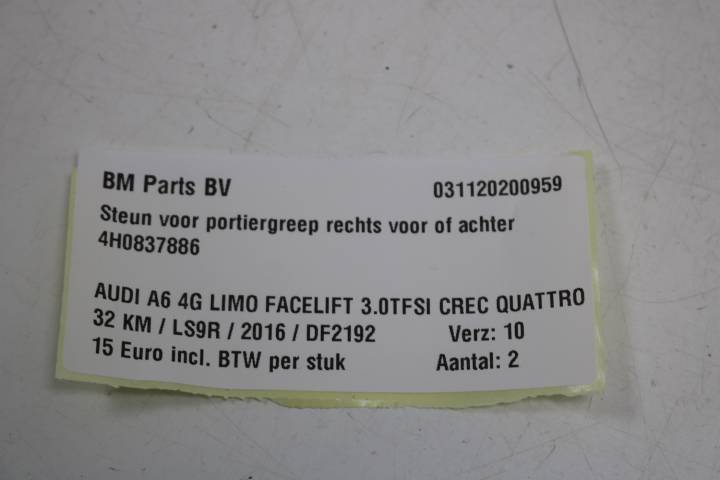 BM Parts BV 031120200959
Steun voor portiergreep rechts voor of achter
4H0837886
AUDI A6 4G LIMO FACELIFT 3.0TFSI CREC QUATTRO
32 KM / LS9R / 2016 / DF2192 Verz: 10
15 Euro incl. BTW per stuk Aantal: 2